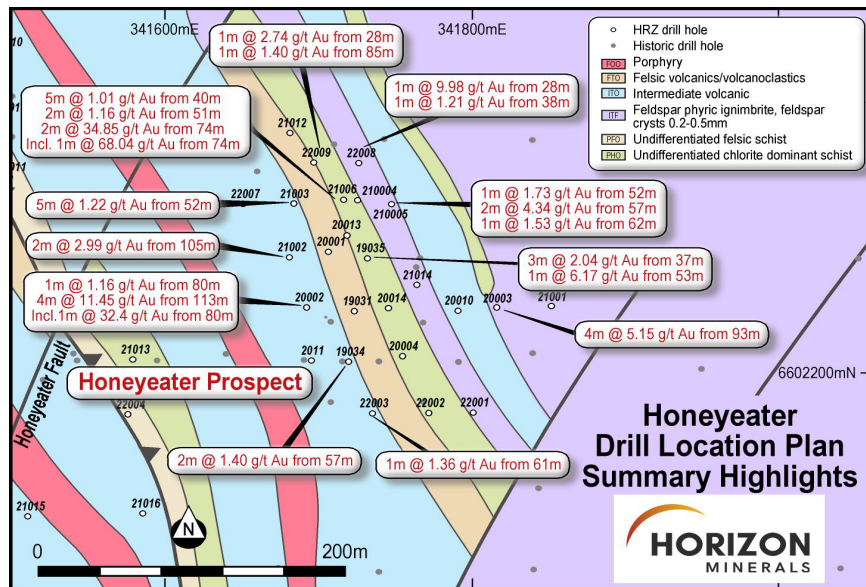 341600mE
341800mE
1m @ 2.74 g/t Au from 28m
1m @ 1.40 g/t Au from 85m
HRZ drill hole
Historic drill hole
FOO Porphyry
FTO Felsic volcanics/volcanoclastics
ITO Intermediate volcanic
ITF Feldspar phyric ignimbrite, feldspar
crysts 0.2-0.5mm
PFO Undifferentiated felsic schist
PHO Undifferentiated chlorite dominant schist
1m @ 9.98 g/t Au from 28m
1m @ 1.21 g/t Au from 38m
5m @ 1.01 g/t Au from 40m
2m @ 1.16 g/t Au from 51m
2m @ 34.85 g/t Au from 74m
Incl. 1m @ 68.04 g/t Au from 74m
21012
22009
22008
5m @ 1.22 g/t Au from 52m
22007
21003
21006
210004
210005
1m @ 1.73 g/t Au from 52m
2m @ 4.34 g/t Au from 57m
1m @ 1.53 g/t Au from 62m
2m @ 2.99 g/t Au from 105m
21002
20013
20001
19035
3m @ 2.04 g/t Au from 37m
1m @ 6.17 g/t Au from 53m
1m @ 1.16 g/t Au from 80m
4m @ 11.45 g/t Au from 113m
Incl.1m @ 32.4 g/t Au from 80m
20002
19031
20014
21014
20010
20003
21001
4m @ 5.15 g/t Au from 93m
21013
2011
19034
20004
6602200mN
Honeyeater Fault
Honeyeater Prospect
22004
22003
22002
22001
2m @ 1.40 g/t Au from 57m
1m @ 1.36 g/t Au from 61m
Honeyeater
Drill Location Plan
Summary Highlights
21015
21016
N
0
200m
HORIZON
MINERALS